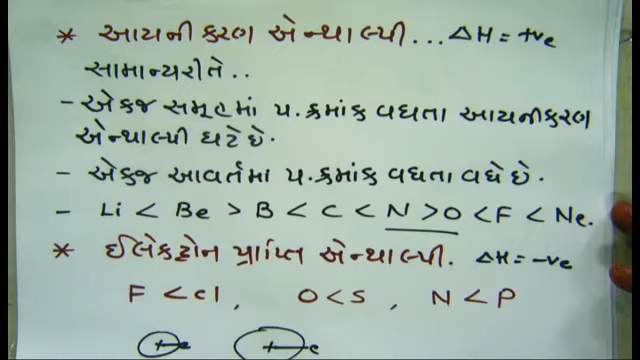 * આયનીકરણ એન્થાલ્પી... ΔH = +ve
સામાન્યરીતે..
- એકજ સમૂહમાં પ.ક્રમાંક વધતા આયનીકરણ
એન્થાલ્પી ઘટે છે.
- એકજ આવર્તમાં પ.ક્રમાંક વધતા વધે છે.
- Li < Be > B < C < N > O < F < Ne.
* ઈલેક્ટ્રોન પ્રાપ્તિ એન્થાલ્પી. ΔH = -ve
F < Cl, O < S, N < P
+ e + e